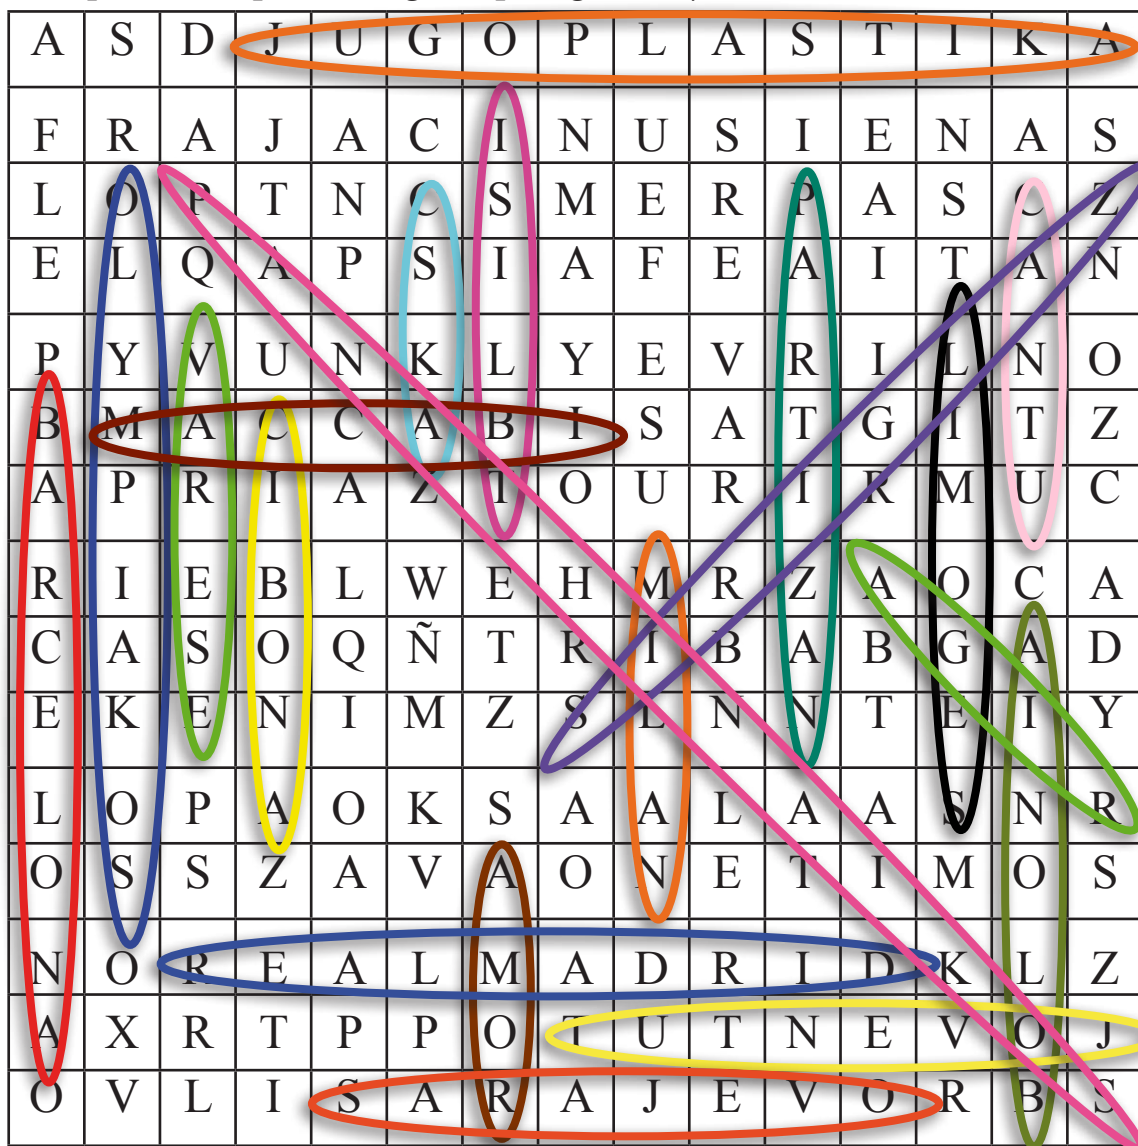 A S D J U G O P L A S T I K A
F R A J A C I N U S I E N A S
L O P T N C S M E R P A S C Z
E L Q A P S I A F E A I T A N
P Y V U N K L Y E V R I L N O
B M A C C A B I S A T G I T Z
A P R I A Z I O U R I R M U C
R I E B L W E H M R Z A O C A
C A S O Q Ñ T R I B A B G A D
E K E N I M Z S L N N T E I Y
L O P A O K S A A L A A S N R
O S S Z A V A O N E T I M O S
N O R E A L M A D R I D K L Z
A X R T P P O T U T N E V O J
O V L I S A R A J E V O R B S